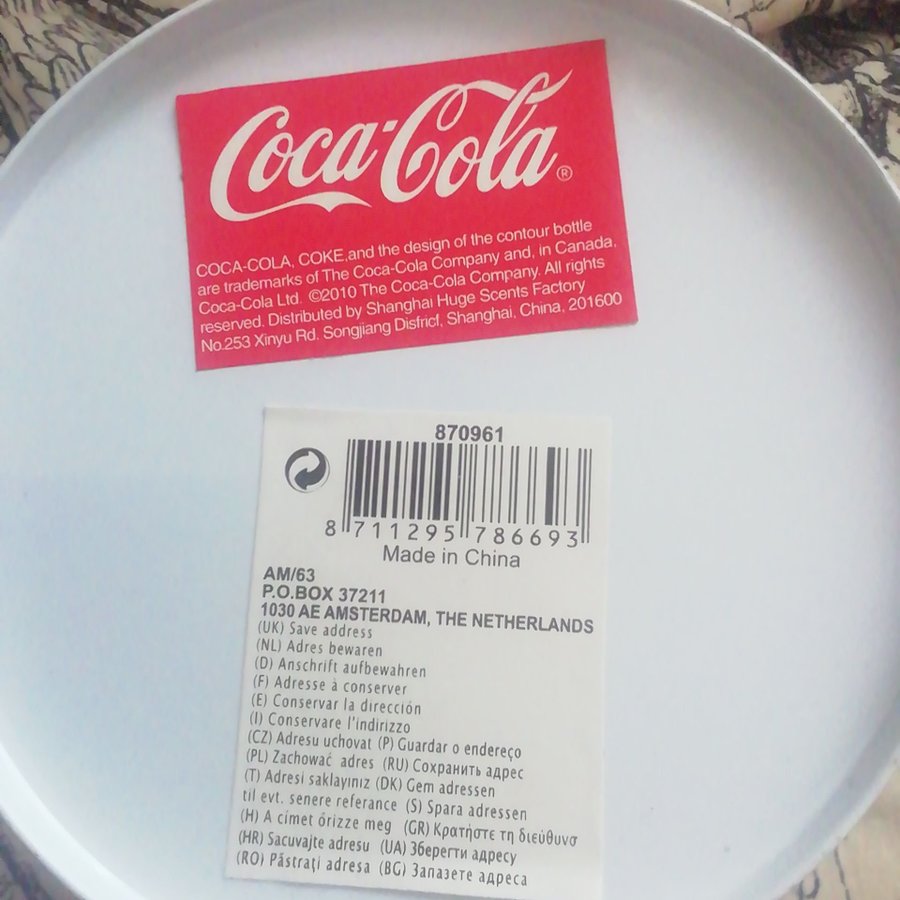 Coca-Cola ®
COCA-COLA, COKE,and the design of the contour bottle
are trademarks of The Coca-Cola Company and, in Canada,
Coca-Cola Ltd. ©2010 The Coca-Cola Company. All rights
reserved. Distributed by Shanghai Huge Scents Factory
No.253 Xinyu Rd. Songjiang Disfricf, Shanghai, China, 201600
870961
8 711295 786693
Made in China
AM/63
P.O.BOX 37211
1030 AE AMSTERDAM, THE NETHERLANDS
(UK) Save address
(NL) Adres bewaren
(D) Anschrift aufbewahren
(F) Adresse à conserver
(E) Conservar la dirección
(I) Conservare l'indirizzo
(CZ) Adresu uchovat (P) Guardar o endereço
(PL) Zachować adres (RU) Сохранить адрес
(T) Adresi saklayınız (DK) Gem adressen
til evt. senere referance (S) Spara adressen
(H) A címet őrizze meg (GR) Κρατήστε τη διεύθυνσ
(HR) Sacuvajte adresu (UA) Зберегти адресу
(RO) Păstrați adresa (BG) Запазете адреса